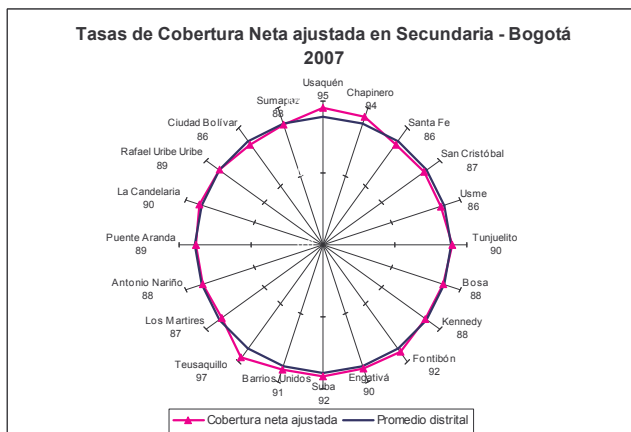 Tasas de Cobertura Neta ajustada en Secundaria - Bogotá
2007
Usaquén
95
Chapinero
94
Santa Fe
86
San Cristóbal
87
Usme
86
Tunjuelito
90
Bosa
88
Kennedy
88
Fontibón
92
Engativá
90
Suba
92
Barrios Unidos
91
Teusaquillo
97
Los Martires
87
Antonio Nariño
88
Puente Aranda
89
La Candelaria
90
Rafael Uribe Uribe
89
Ciudad Bolívar
86
Sumapaz
88
Cobertura neta ajustada
Promedio distrital